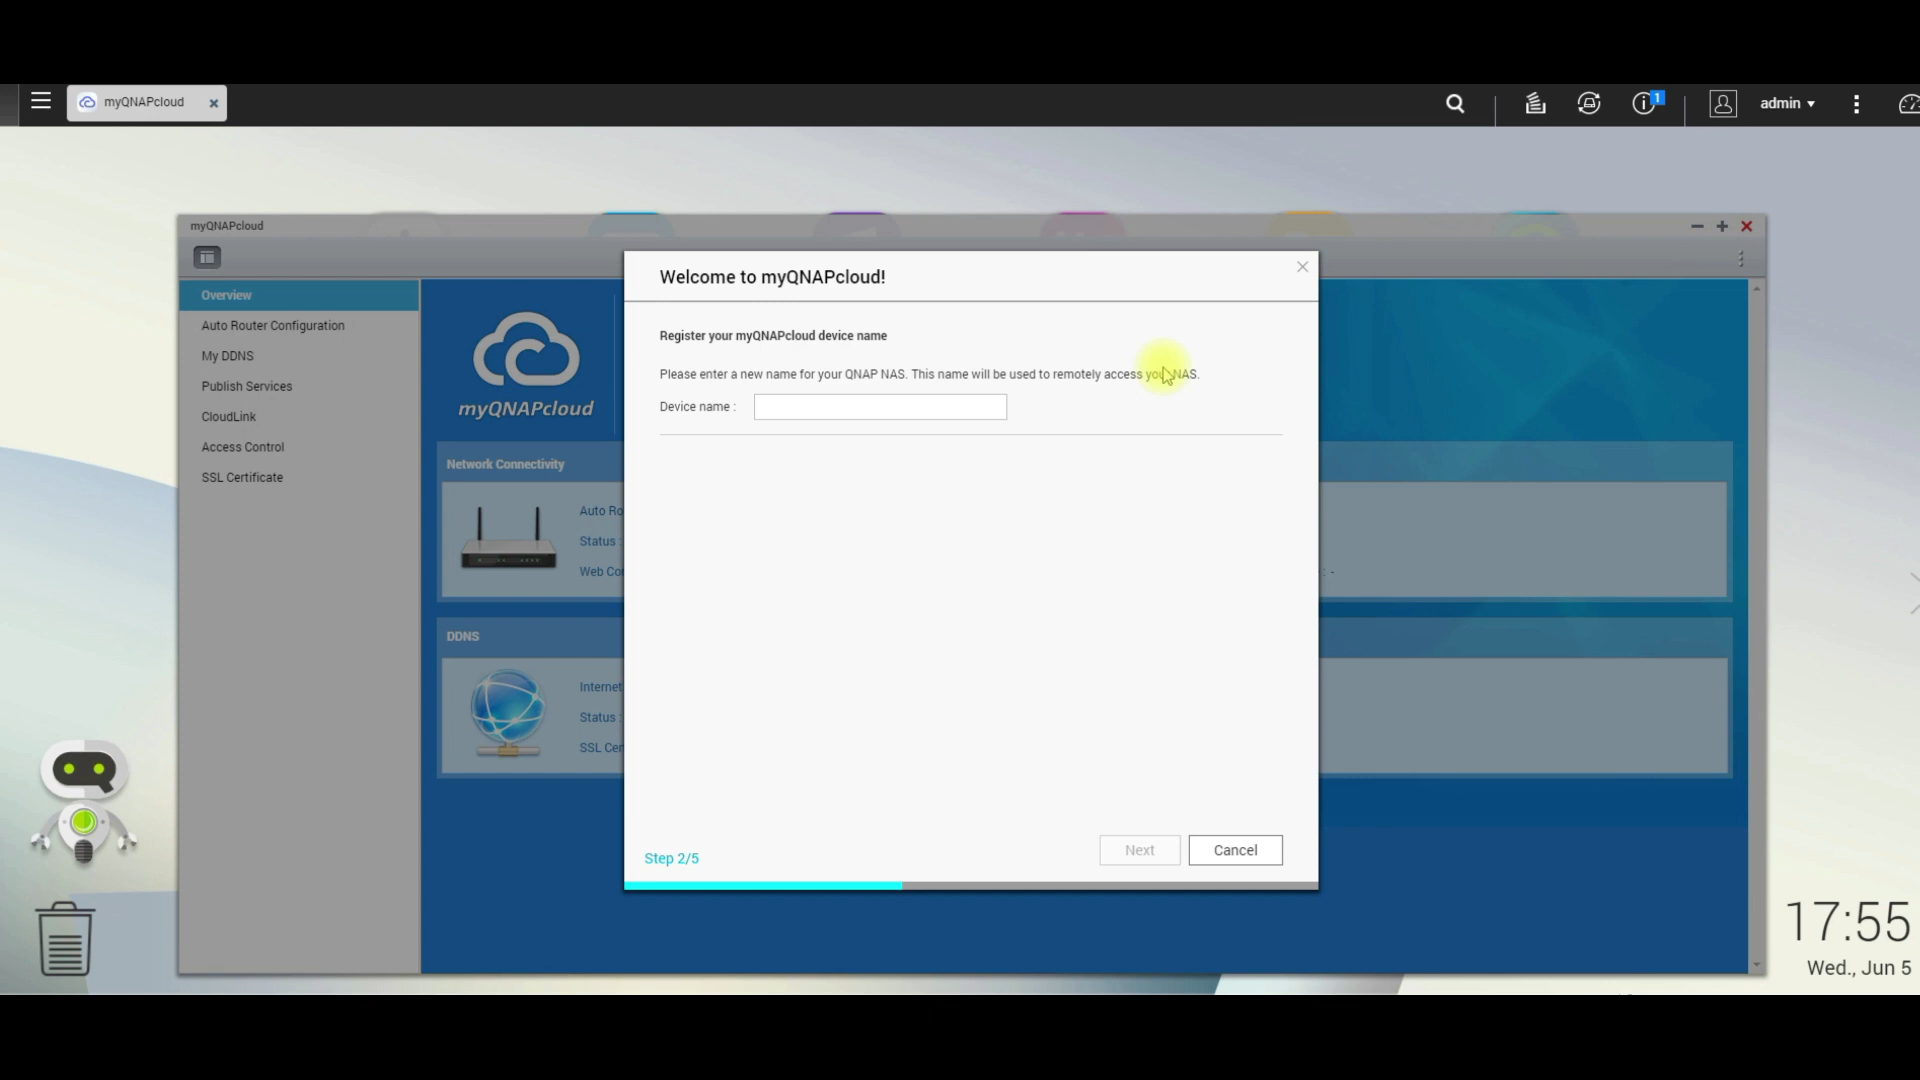 myQNAPcloud
1
admin
myQNAPcloud
Overview
Auto Router Configuration
My DDNS
Publish Services
CloudLink
Access Control
SSL Certificate
myQNAPcloud
Network Connectivity
Auto Ro
Status :
Web Co
: -
DDNS
Internet
Status :
SSL Cer
Welcome to myQNAPcloud!
Register your myQNAPcloud device name
Please enter a new name for your QNAP NAS. This name will be used to remotely access your NAS.
Device name :
Step 2/5
Next
Cancel
17:55
Wed., Jun 5